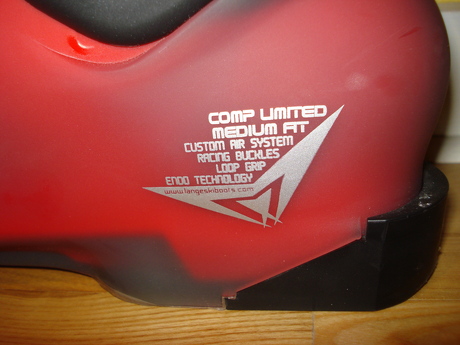 COMP LIMITED
MEDIUM FIT
CUSTOM AIR SYSTEM
RACING BUCKLES
LOOP GRIP
ENDO TECHNOLOGY
www.langeskiboots.com